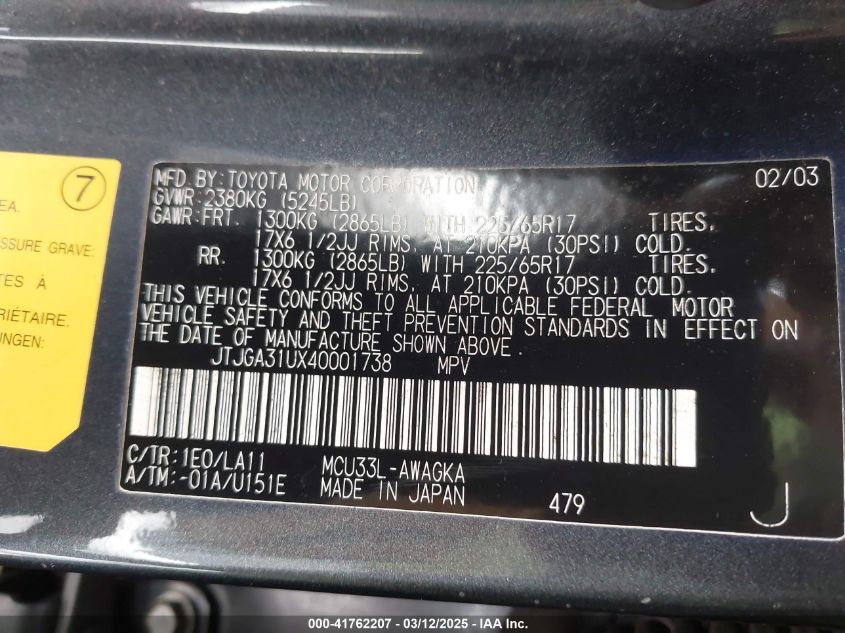 7
EA.
SSURE GRAVE:
TES À
RIÉTAIRE.
UNGEN:
MFD.BY:TOYOTA MOTOR CORPORATION 02/03
GVWR:2380KG (5245LB)
GAWR:FRT. 1300KG (2865LB) WITH 225/65R17 TIRES.
17X6 1/2JJ RIMS, AT 210KPA (30PSI) COLD.
RR. 1300KG (2865LB) WITH 225/65R17 TIRES.
17X6 1/2JJ RIMS, AT 210KPA (30PSI) COLD.
THIS VEHICLE CONFORMS TO ALL APPLICABLE FEDERAL MOTOR
VEHICLE SAFETY AND THEFT PREVENTION STANDARDS IN EFFECT ON
THE DATE OF MANUFACTURE SHOWN ABOVE.
JTJGA31UX40001738 MPV
C/TR:1E0/LA11 MCU33L-AWAGKA
A/TM:-01A/U151E MADE IN JAPAN 479 J
000-41762207 - 03/12/2025 - IAAI Inc.